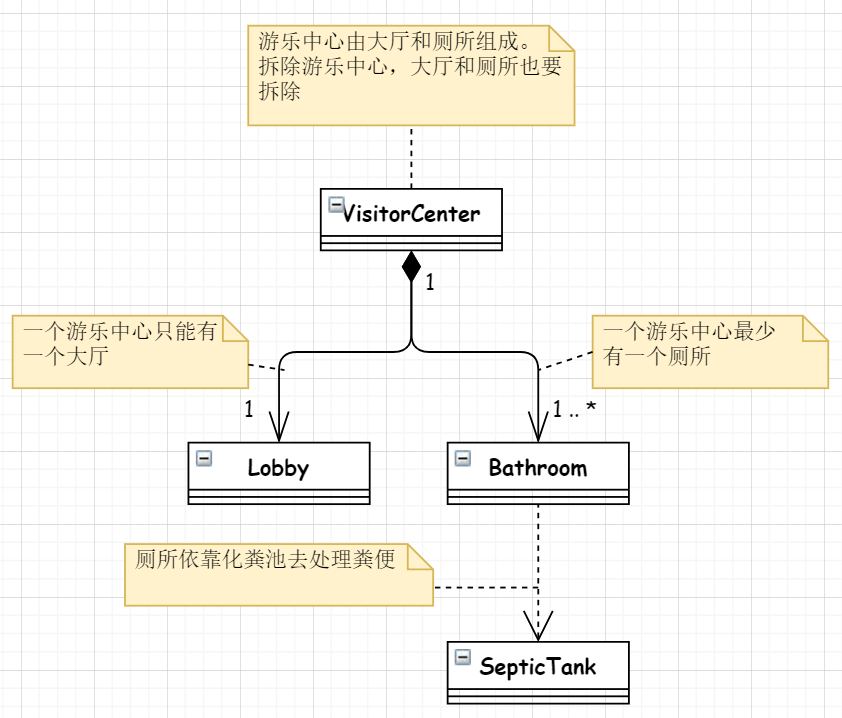 游乐中心由大厅和厕所组成。
拆除游乐中心，大厅和厕所也要
拆除
VisitorCenter
1
一个游乐中心只能有
一个大厅
一个游乐中心最少
有一个厕所
1
1 .. *
Lobby
Bathroom
厕所依靠化粪池去处理粪便
SepticTank